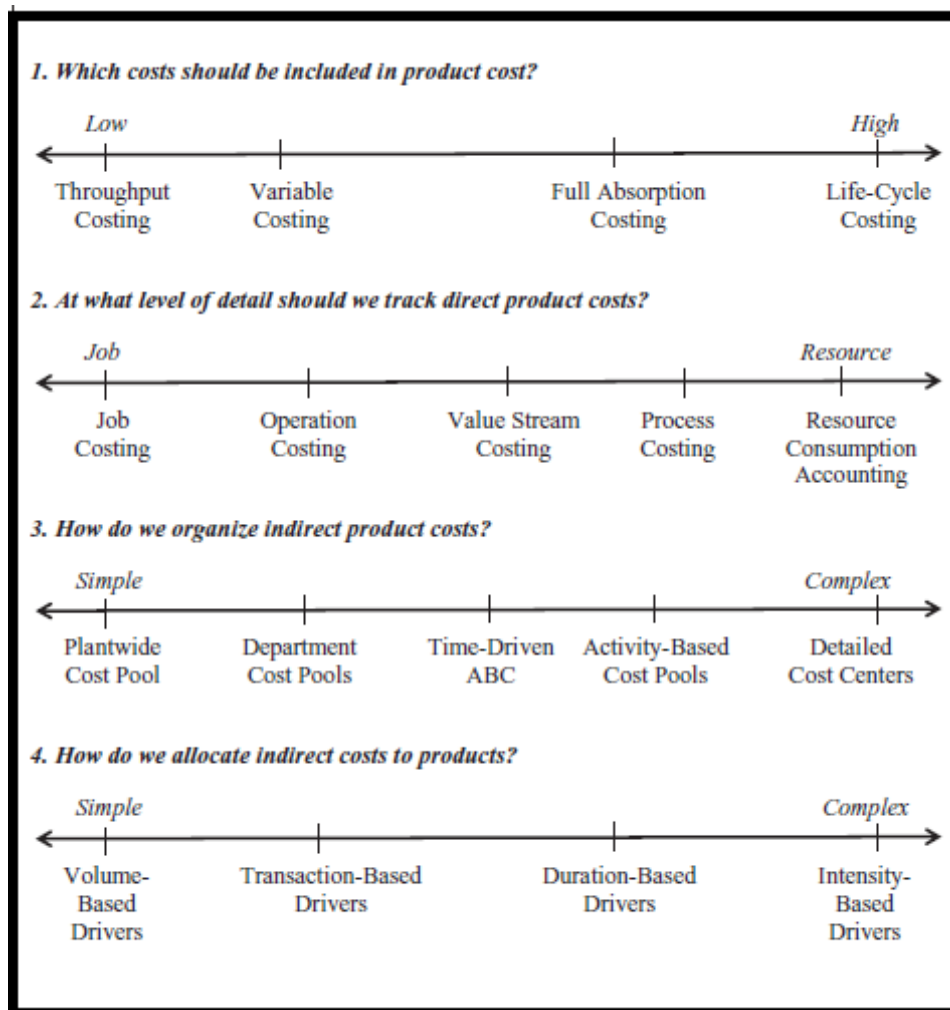 1. Which costs should be included in product cost?
Low High
Throughput Variable Full Absorption Life-Cycle
Costing Costing Costing Costing
2. At what level of detail should we track direct product costs?
Job Resource
Job Operation Value Stream Process Resource
Costing Costing Costing Costing Consumption
Accounting
3. How do we organize indirect product costs?
Simple Complex
Plantwide Department Time-Driven Activity-Based Detailed
Cost Pool Cost Pools ABC Cost Pools Cost Centers
4. How do we allocate indirect costs to products?
Simple Complex
Volume- Transaction-Based Duration-Based Intensity-
Based Drivers Drivers Based
Drivers Drivers